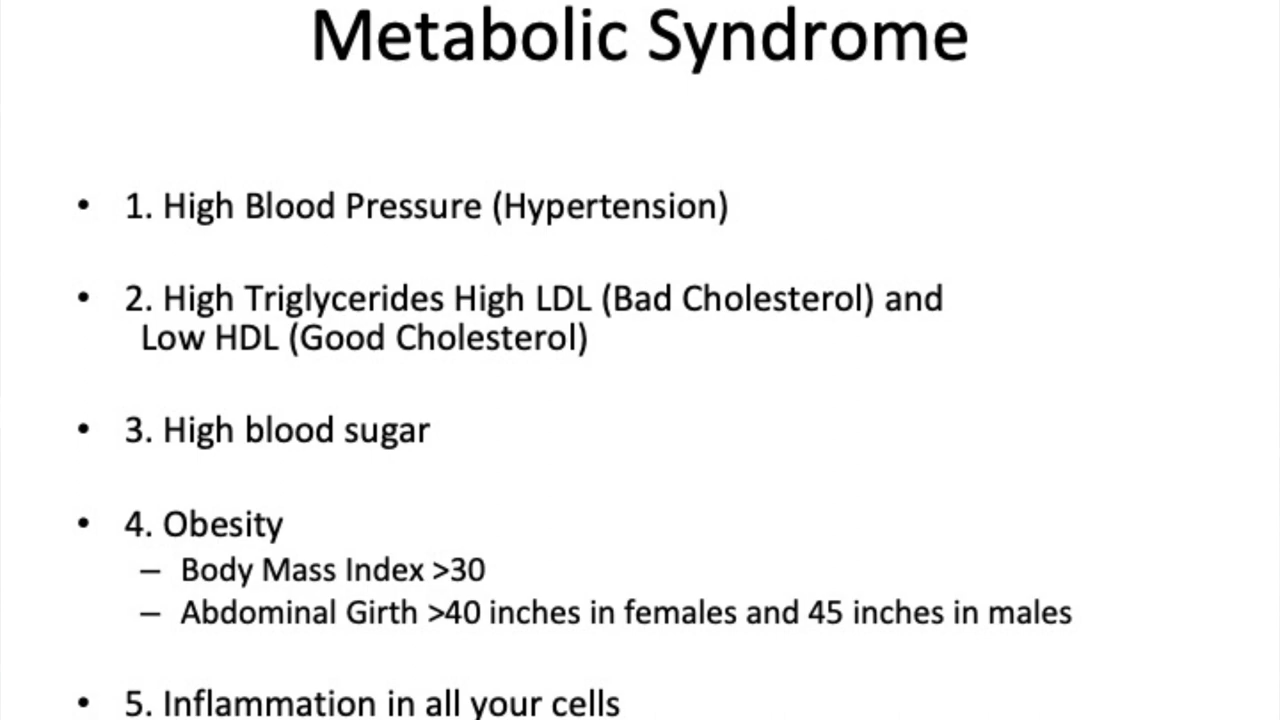 Metabolic Syndrome
• 1. High Blood Pressure (Hypertension)
• 2. High Triglycerides High LDL (Bad Cholesterol) and
Low HDL (Good Cholesterol)
• 3. High blood sugar
• 4. Obesity
– Body Mass Index >30
– Abdominal Girth >40 inches in females and 45 inches in males
• 5. Inflammation in all your cells